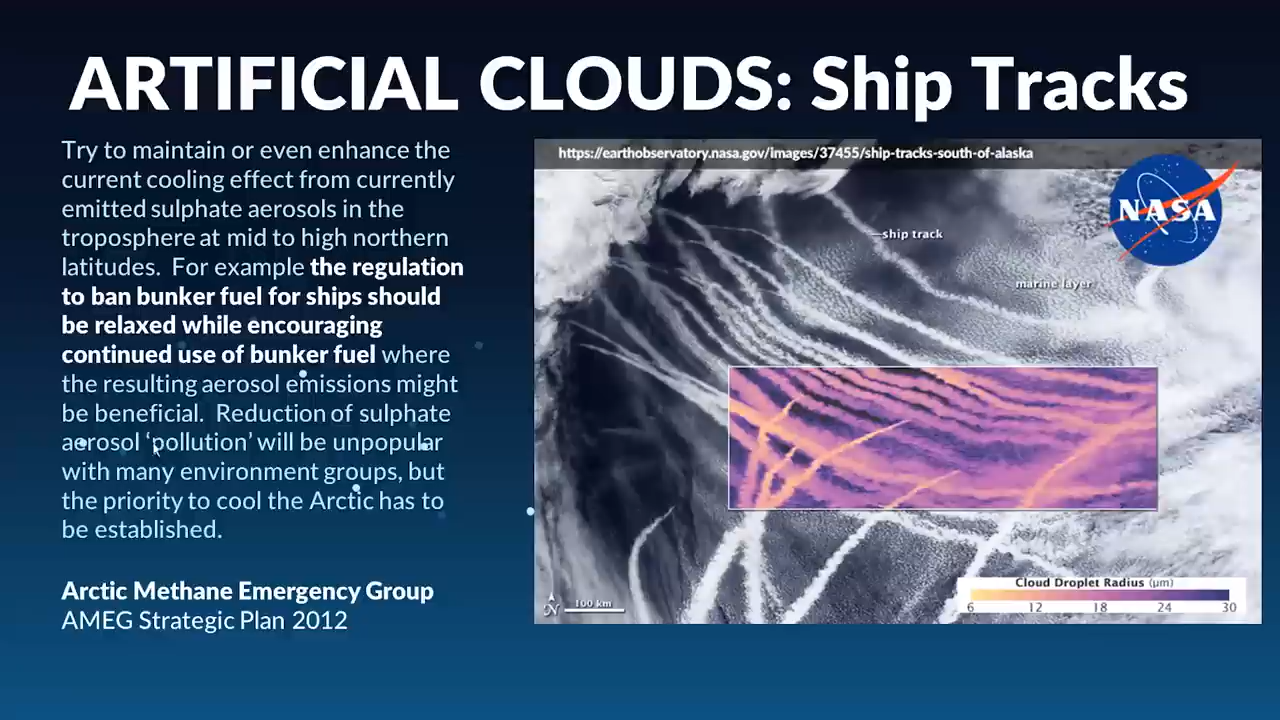 ARTIFICIAL CLOUDS: Ship Tracks
Try to maintain or even enhance the
current cooling effect from currently
emitted sulphate aerosols in the
troposphere at mid to high northern
latitudes.  For example the regulation
to ban bunker fuel for ships should
be relaxed while encouraging
continued use of bunker fuel where
the resulting aerosol emissions might
be beneficial.  Reduction of sulphate
aerosol ‘pollution’ will be unpopular
with many environment groups, but
the priority to cool the Arctic has to
be established.
Arctic Methane Emergency Group
AMEG Strategic Plan 2012
https://earthobservatory.nasa.gov/images/37455/ship-tracks-south-of-alaska
NASA
ship track
marine layer
N
100 km
Cloud Droplet Radius (μm)
6 12 18 24 30